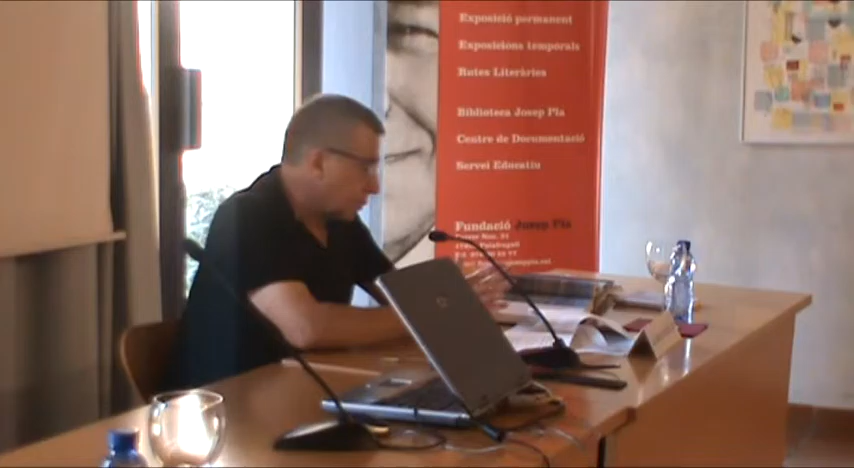 Exposició permanent
Exposicions temporals
Rutes Literàries
Biblioteca Josep Pla
Centre de Documentació
Servei Educatiu
Fundació Josep Pla